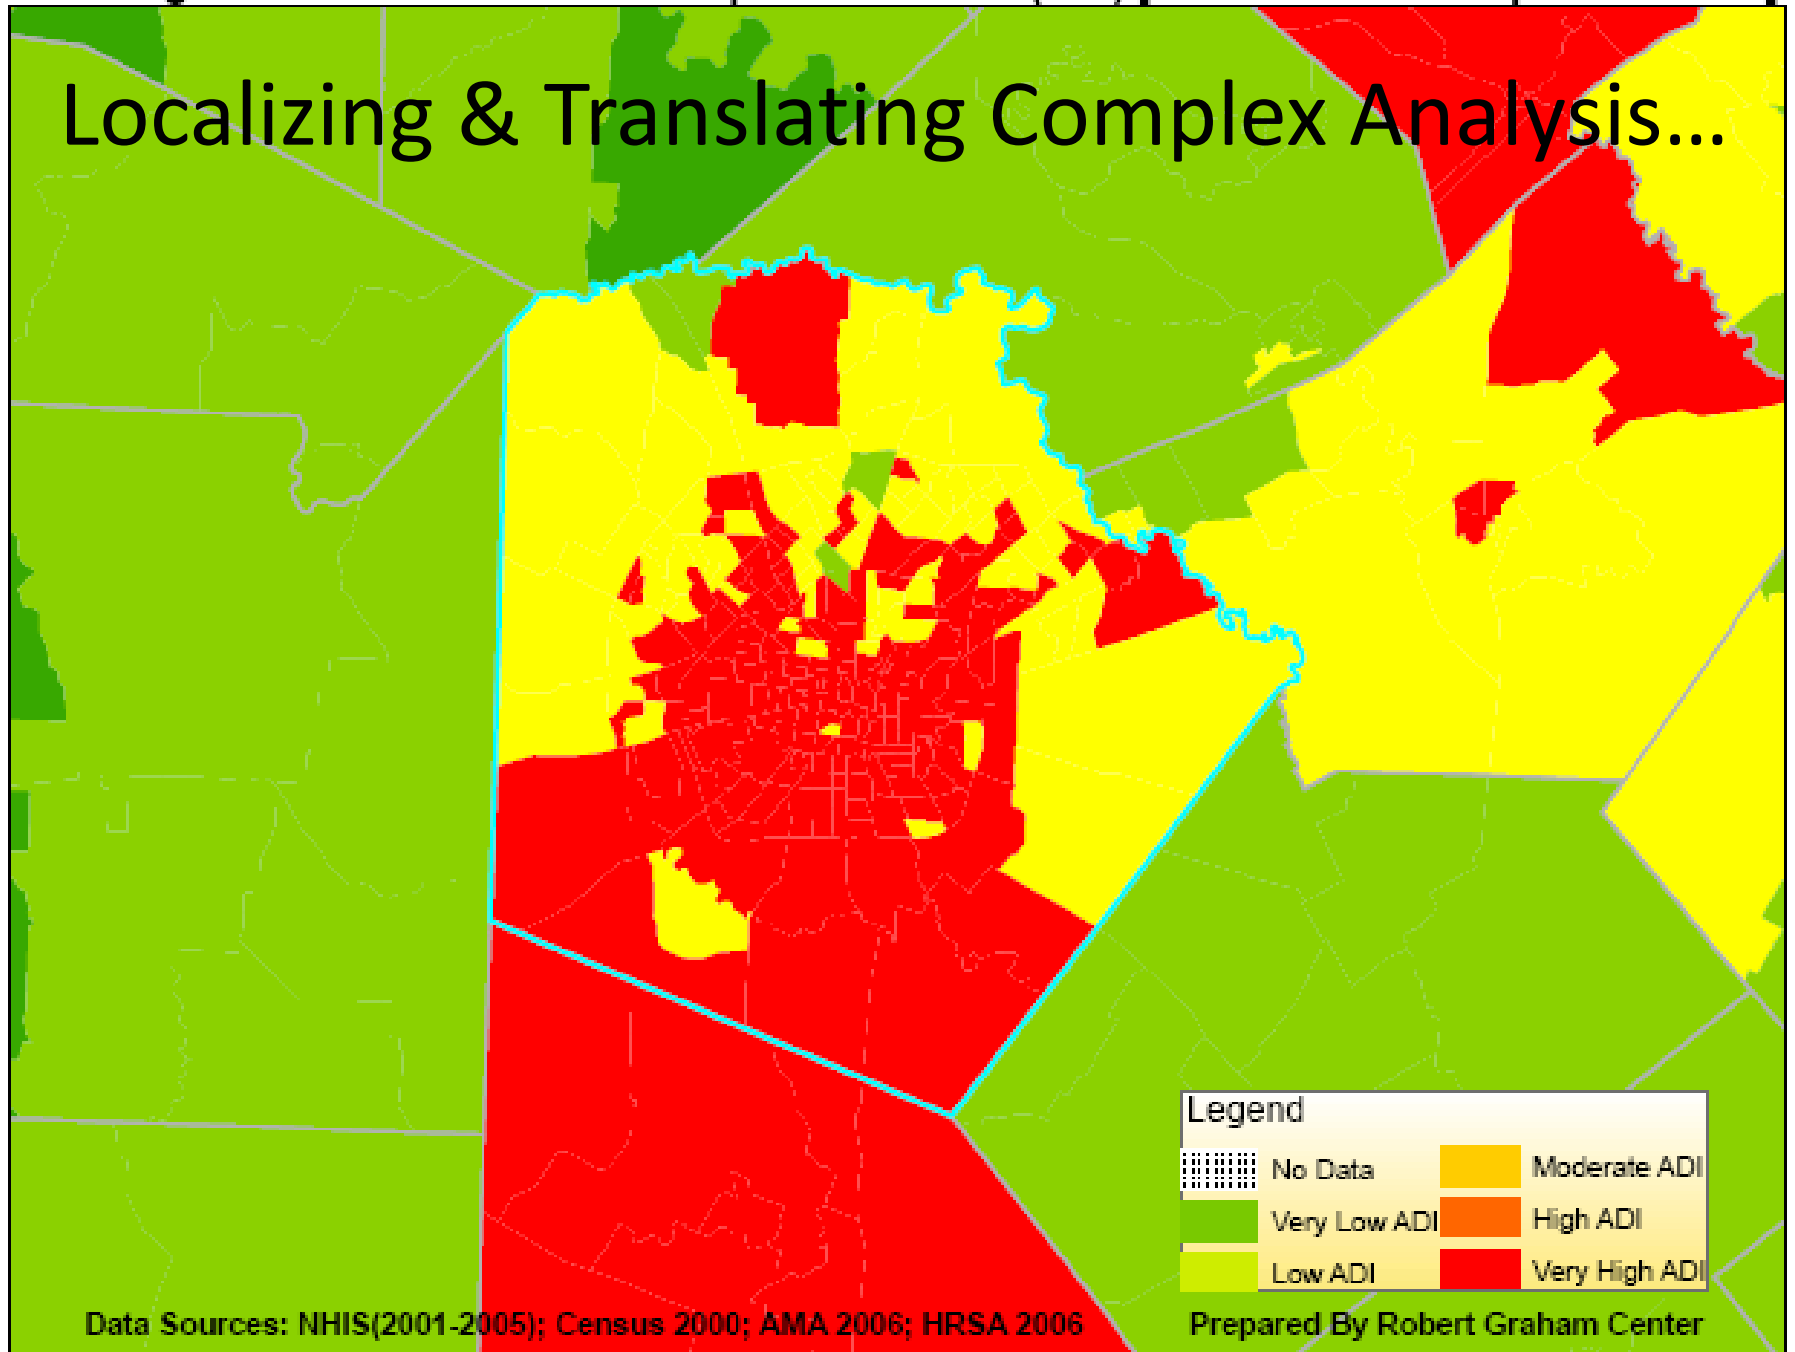 Localizing & Translating Complex Analysis…
Legend
No Data
Moderate ADI
Very Low ADI
High ADI
Low ADI
Very High ADI
Data Sources: NHIS(2001-2005); Census 2000; AMA 2006; HRSA 2006
Prepared By Robert Graham Center